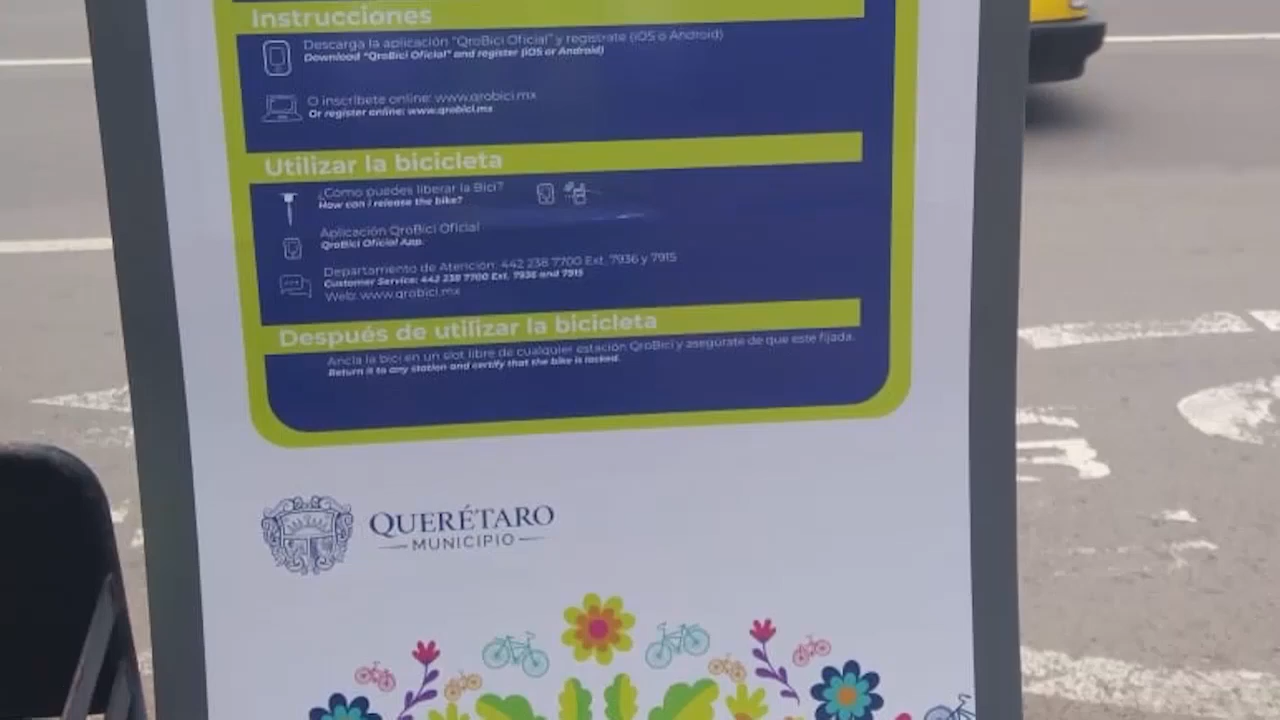 Instrucciones
Descarga la aplicación "QroBici Oficial" y regístrate (iOS o Android)
Download "QroBici Oficial" and register (iOS or Android)
O inscríbete online: www.qrobici.mx
Or register online: www.qrobici.mx
Utilizar la bicicleta
¿Cómo puedes liberar la Bici?
How can I release the bike?
Aplicación QroBici Oficial
QroBici Oficial App.
Departamento de Atención: 442 238 7700 Ext. 7936 y 7915
Customer Service: 442 238 7700 Ext. 7936 and 7915
Web: www.qrobici.mx
Después de utilizar la bicicleta
Ancla la bici en un slot libre de cualquier estación QroBici y asegúrate de que este fijada.
Return it to any station and certify that the bike is locked.
QUERÉTARO
MUNICIPIO